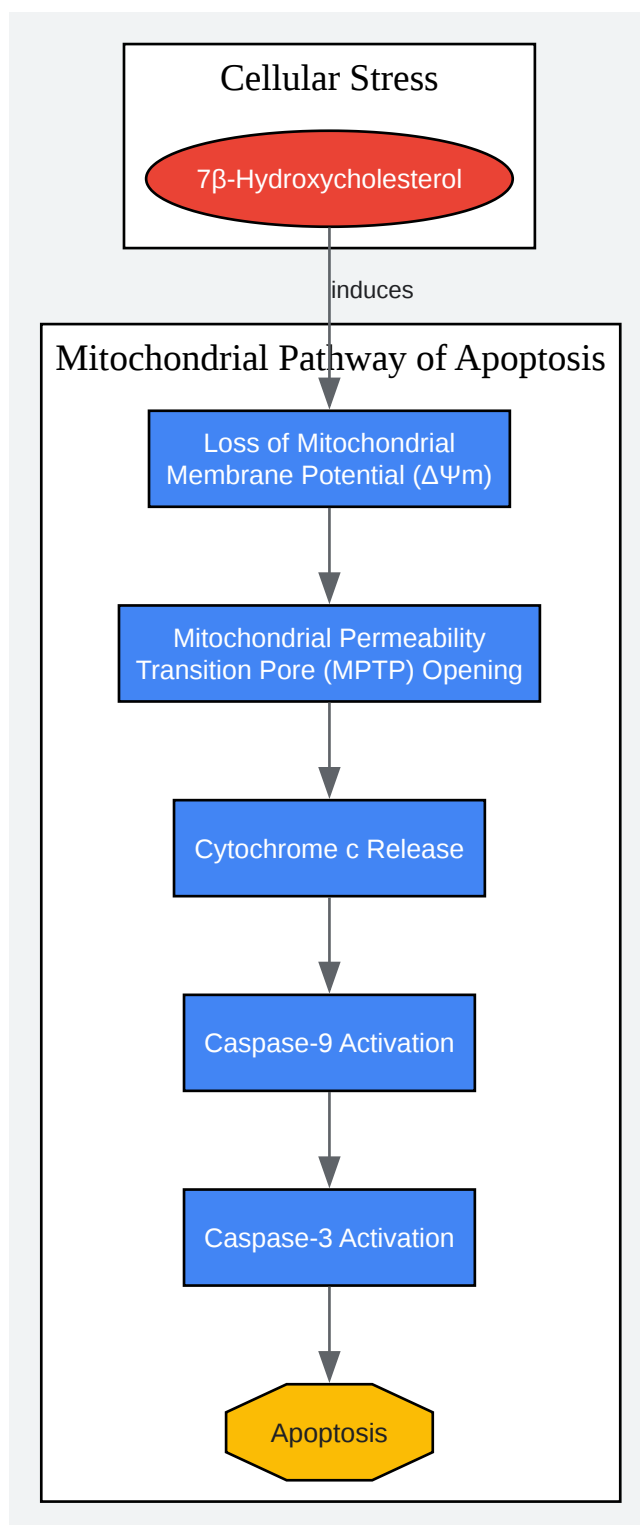 Cellular Stress
7β-Hydroxycholesterol
induces
Mitochondrial Pathway of Apoptosis
Loss of Mitochondrial
Membrane Potential (ΔΨm)
Mitochondrial Permeability
Transition Pore (MPTP) Opening
Cytochrome c Release
Caspase-9 Activation
Caspase-3 Activation
Apoptosis